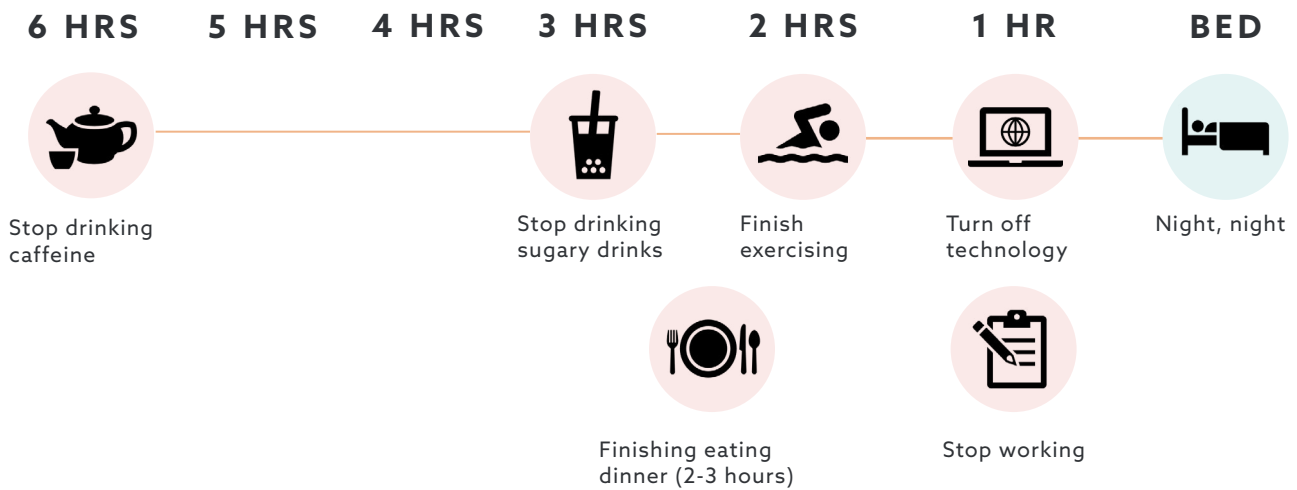 6 HRS 5 HRS 4 HRS 3 HRS 2 HRS 1 HR BED
Stop drinking
caffeine
Stop drinking
sugary drinks
Finish
exercising
Turn off
technology
Night, night
Finishing eating
dinner (2-3 hours)
Stop working